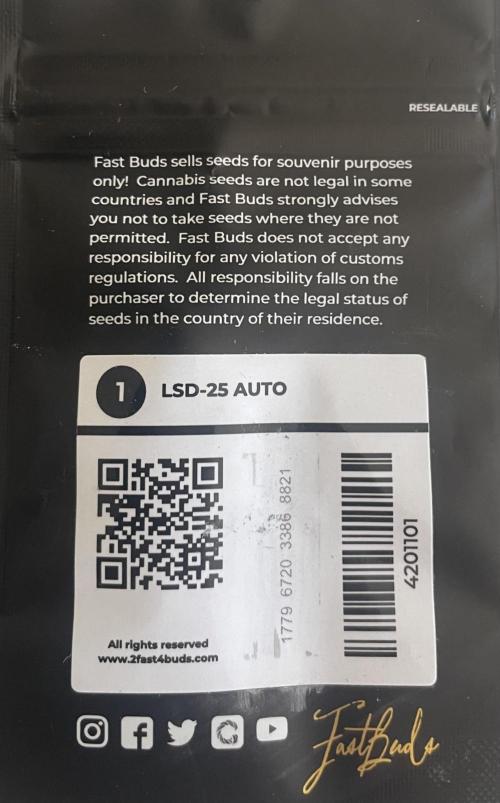 RESEALABLE
Fast Buds sells seeds for souvenir purposes
only! Cannabis seeds are not legal in some
countries and Fast Buds strongly advises
you not to take seeds where they are not
permitted. Fast Buds does not accept any
responsibility for any violation of customs
regulations. All responsibility falls on the
purchaser to determine the legal status of
seeds in the country of their residence.
1 LSD-25 AUTO
1779 6720 3386 8821
4201101
All rights reserved
www.2fast4buds.com
FastBuds